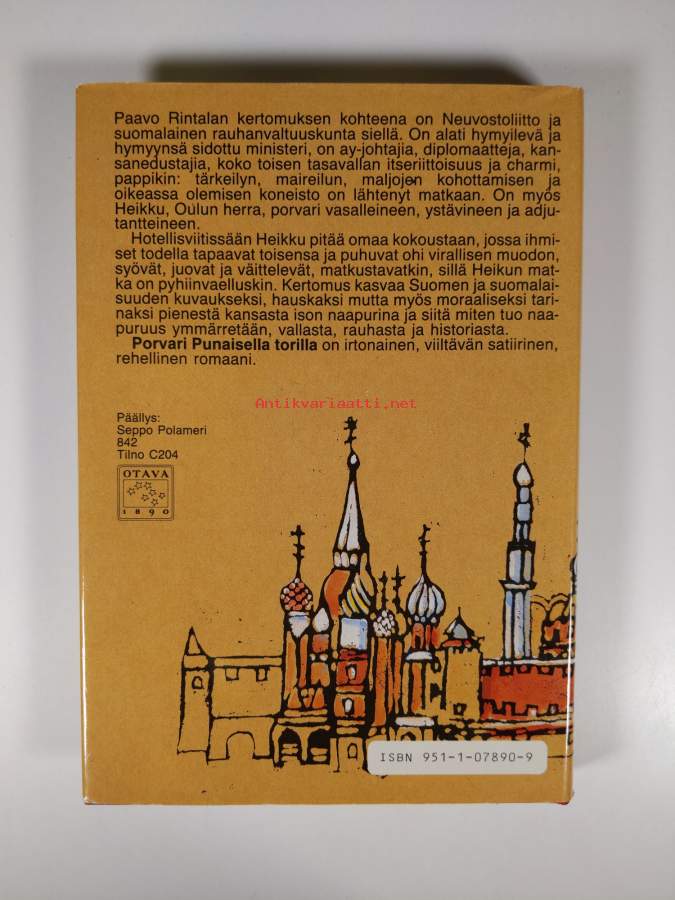 Paavo Rintalan kertomuksen kohteena on Neuvostoliitto ja
suomalainen rauhanvaltuuskunta siellä. On alati hymyilevä ja
hymyynsä sidottu ministeri, on ay-johtajia, diplomaatteja, kan-
sanedustajia, koko toisen tasavallan itseriittoisuus ja charmi,
pappikin: tärkeilyn, maireilun, maljojen kohottamisen ja
oikeassa olemisen koneisto on lähtenyt matkaan. On myös
Heikku, Oulun herra, porvari vasalleineen, ystävineen ja adju-
tantteineen.
Hotellisviitissään Heikku pitää omaa kokoustaan, jossa ihmi-
set todella tapaavat toisensa ja puhuvat ohi virallisen muodon,
syövät, juovat ja väittelevät, matkustavatkin, sillä Heikun mat-
ka on pyhiinvaelluskin. Kertomus kasvaa Suomen ja suomalai-
suuden kuvaukseksi, hauskaksi mutta myös moraaliseksi tari-
naksi pienestä kansasta ison naapurina ja siitä miten tuo naa-
puruus ymmärretään, vallasta, rauhasta ja historiasta.
Porvari Punaisella torilla on irtonainen, viiltävän satiirinen,
rehellinen romaani.
Antikvariaatti.net
Päällys:
Seppo Polameri
842
Tilno C204
OTAVA
1890
ISBN 951-1-07890-9